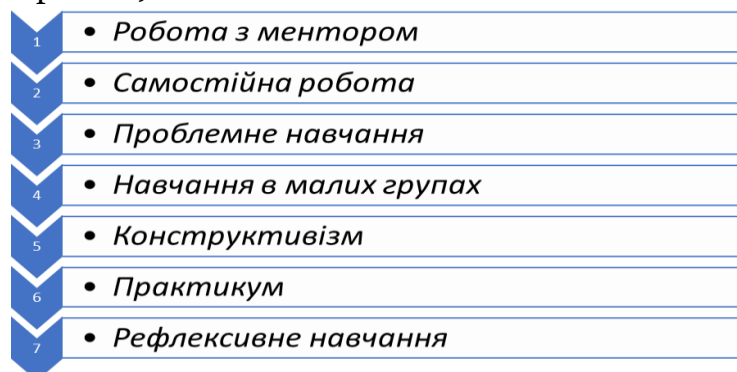 1 • Робота з ментором
2 • Самостійна робота
3 • Проблемне навчання
4 • Навчання в малих групах
5 • Конструктивізм
6 • Практикум
7 • Рефлексивне навчання